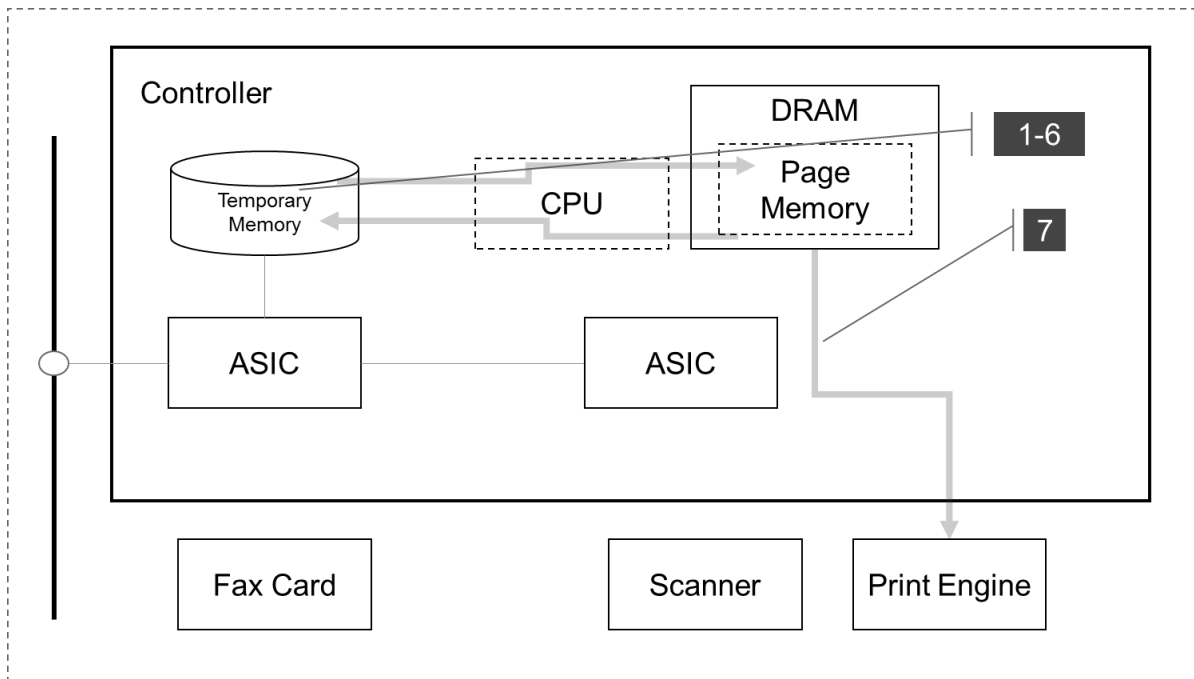 Controller
DRAM
1-6
Page
Memory
CPU
Temporary
Memory
7
ASIC
ASIC
Fax Card
Scanner
Print Engine